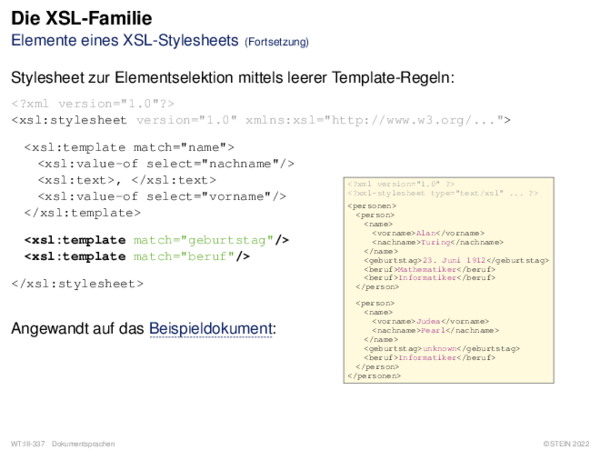 Die XSL-Familie
Elemente eines XSL-Stylesheets (Fortsetzung)
Stylesheet zur Elementselektion mittels leerer Template-Regeln:
<?xml version="1.0"?>
<xsl:stylesheet version="1.0" xmlns:xsl="http://www.w3.org/...">
<xsl:template match="name">
<xsl:value-of select="nachname"/>
<xsl:text>, </xsl:text>
<xsl:value-of select="vorname"/>
</xsl:template>
<xsl:template match="geburtstag"/>
<xsl:template match="beruf"/>
</xsl:stylesheet>
Angewandt auf das Beispieldokument:
<?xml version="1.0" ?>
<?xml-stylesheet type="text/xsl" ... ?>
<personen>
<person>
<name>
<vorname>Alan</vorname>
<nachname>Turing</nachname>
</name>
<geburtstag>23. Juni 1912</geburtstag>
<beruf>Mathematiker</beruf>
<beruf>Informatiker</beruf>
</person>
<person>
<name>
<vorname>Judea</vorname>
<nachname>Pearl</nachname>
</name>
<geburtstag>unknown</geburtstag>
<beruf>Informatiker</beruf>
</person>
</personen>
WT:III-337 Dokumentsprachen
©STEIN 2022